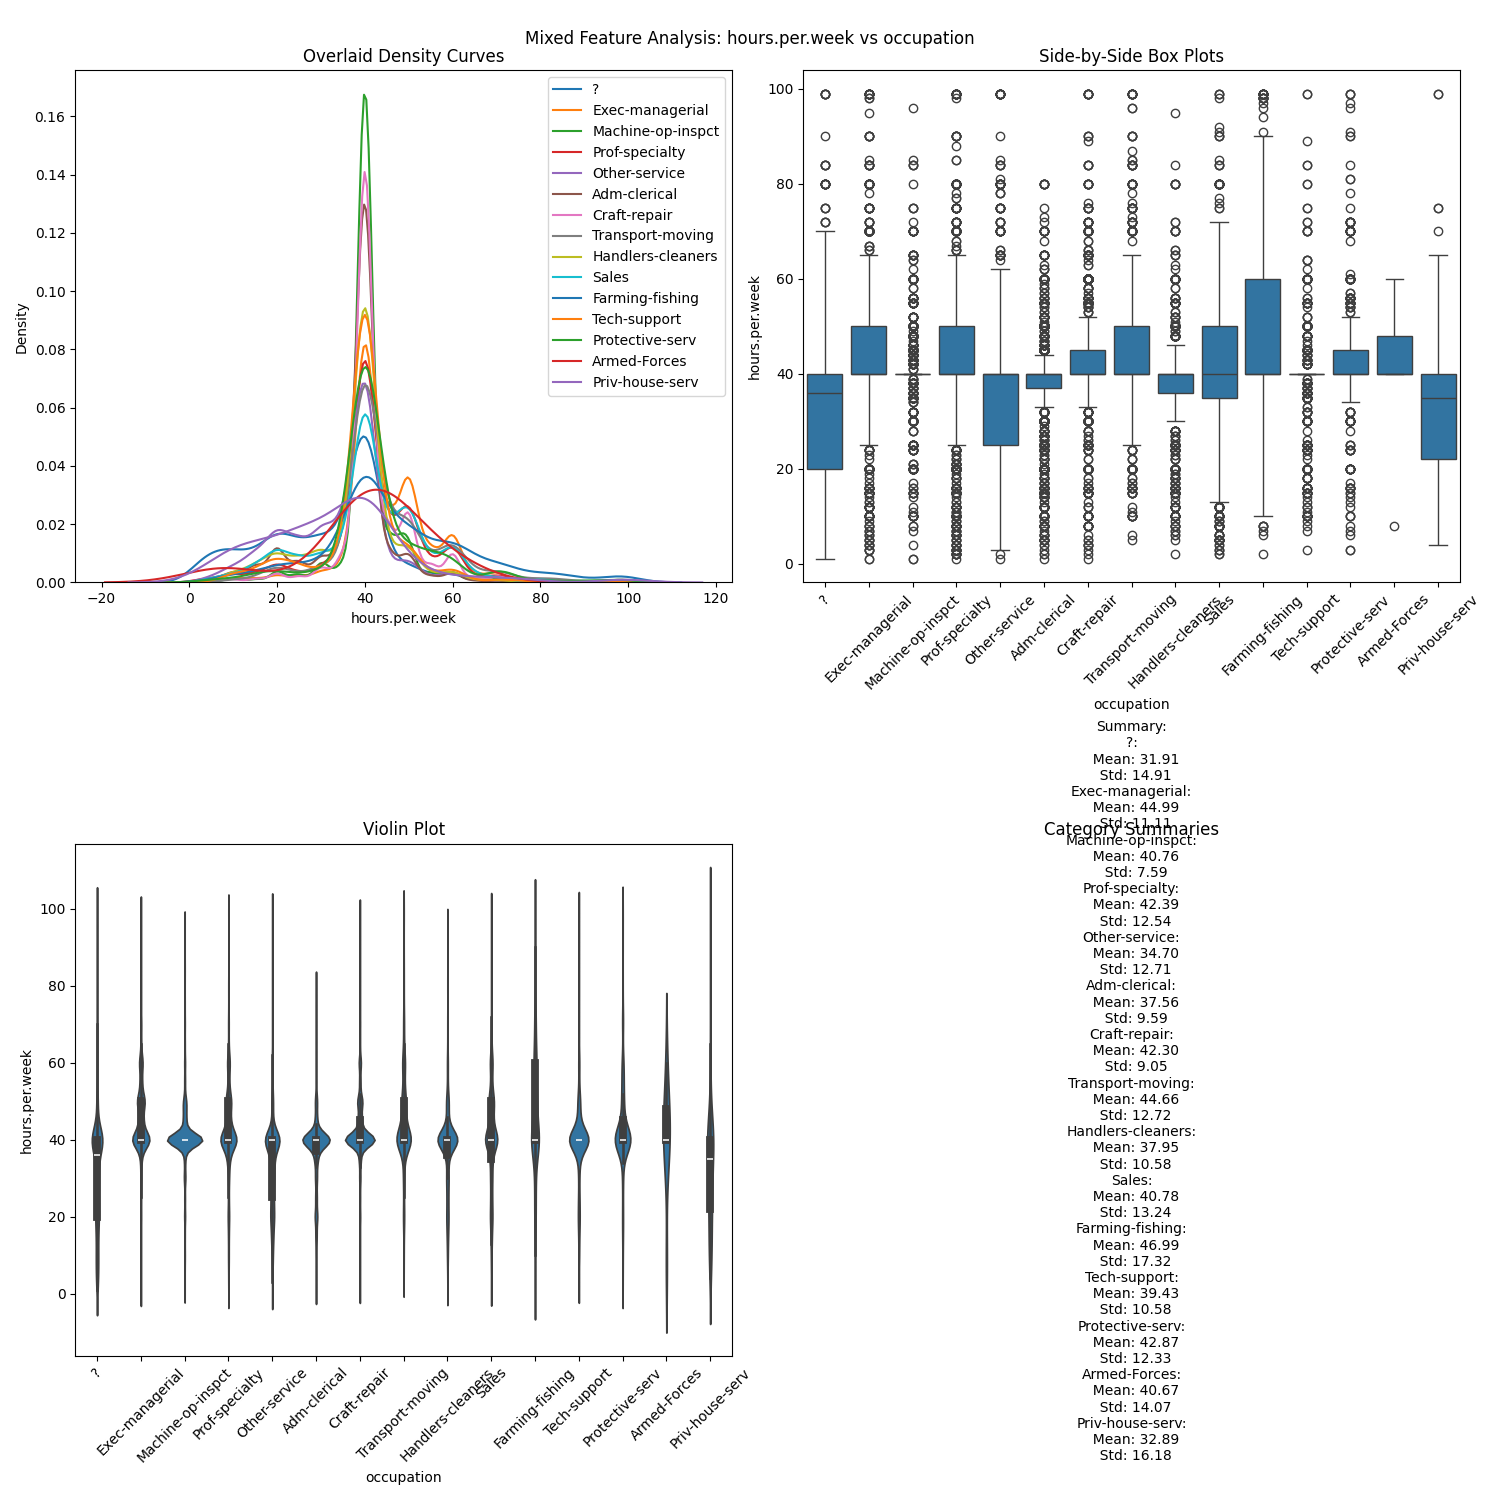 Mixed Feature Analysis: hours.per.week vs occupation
Overlaid Density Curves
Density
0.16
0.14
0.12
0.10
0.08
0.06
0.04
0.02
0.00
−20
0
20
40
60
80
100
120
hours.per.week
?
Exec-managerial
Machine-op-inspct
Prof-specialty
Other-service
Adm-clerical
Craft-repair
Transport-moving
Handlers-cleaners
Sales
Farming-fishing
Tech-support
Protective-serv
Armed-Forces
Priv-house-serv
Side-by-Side Box Plots
hours.per.week
100
80
60
40
20
0
?
Exec-managerial
Machine-op-inspct
Prof-specialty
Other-service
Adm-clerical
Craft-repair
Transport-moving
Handlers-cleaners
Sales
Farming-fishing
Tech-support
Protective-serv
Armed-Forces
Priv-house-serv
occupation
Violin Plot
hours.per.week
100
80
60
40
20
0
?
Exec-managerial
Machine-op-inspct
Prof-specialty
Other-service
Adm-clerical
Craft-repair
Transport-moving
Handlers-cleaners
Sales
Farming-fishing
Tech-support
Protective-serv
Armed-Forces
Priv-house-serv
occupation
Category Summaries
Summary:
?:
Mean: 31.91
Std: 14.91
Exec-managerial:
Mean: 44.99
Std: 11.11
Machine-op-inspct:
Mean: 40.76
Std: 7.59
Prof-specialty:
Mean: 42.39
Std: 12.54
Other-service:
Mean: 34.70
Std: 12.71
Adm-clerical:
Mean: 37.56
Std: 9.59
Craft-repair:
Mean: 42.30
Std: 9.05
Transport-moving:
Mean: 44.66
Std: 12.72
Handlers-cleaners:
Mean: 37.95
Std: 10.58
Sales:
Mean: 40.78
Std: 13.24
Farming-fishing:
Mean: 46.99
Std: 17.32
Tech-support:
Mean: 39.43
Std: 10.58
Protective-serv:
Mean: 42.87
Std: 12.33
Armed-Forces:
Mean: 40.67
Std: 14.07
Priv-house-serv:
Mean: 32.89
Std: 16.18